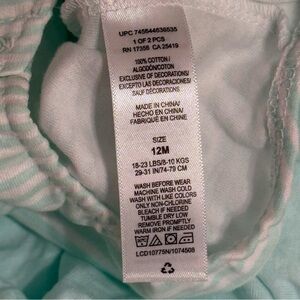 UPC 745644636535
1 OF 2 PCS
RN 17356 CA 25419
100% COTTON/
ALGODÓN/COTON
EXCLUSIVE OF DECORATIONS/
EXCEPTO LAS DECORACIONES/
SAUF DÉCORATIONS
MADE IN CHINA/
HECHO EN CHINA/
FABRIQUÉ EN CHINE
SIZE
12M
18-23 LBS/8-10 KGS
29-31 IN/74-79 CM
WASH BEFORE WEAR
MACHINE WASH COLD
WASH WITH LIKE COLORS
ONLY NON-CHLORINE
BLEACH IF NEEDED
TUMBLE DRY LOW
REMOVE PROMPTLY
WARM IRON IF NEEDED
LCD10775N/1074508